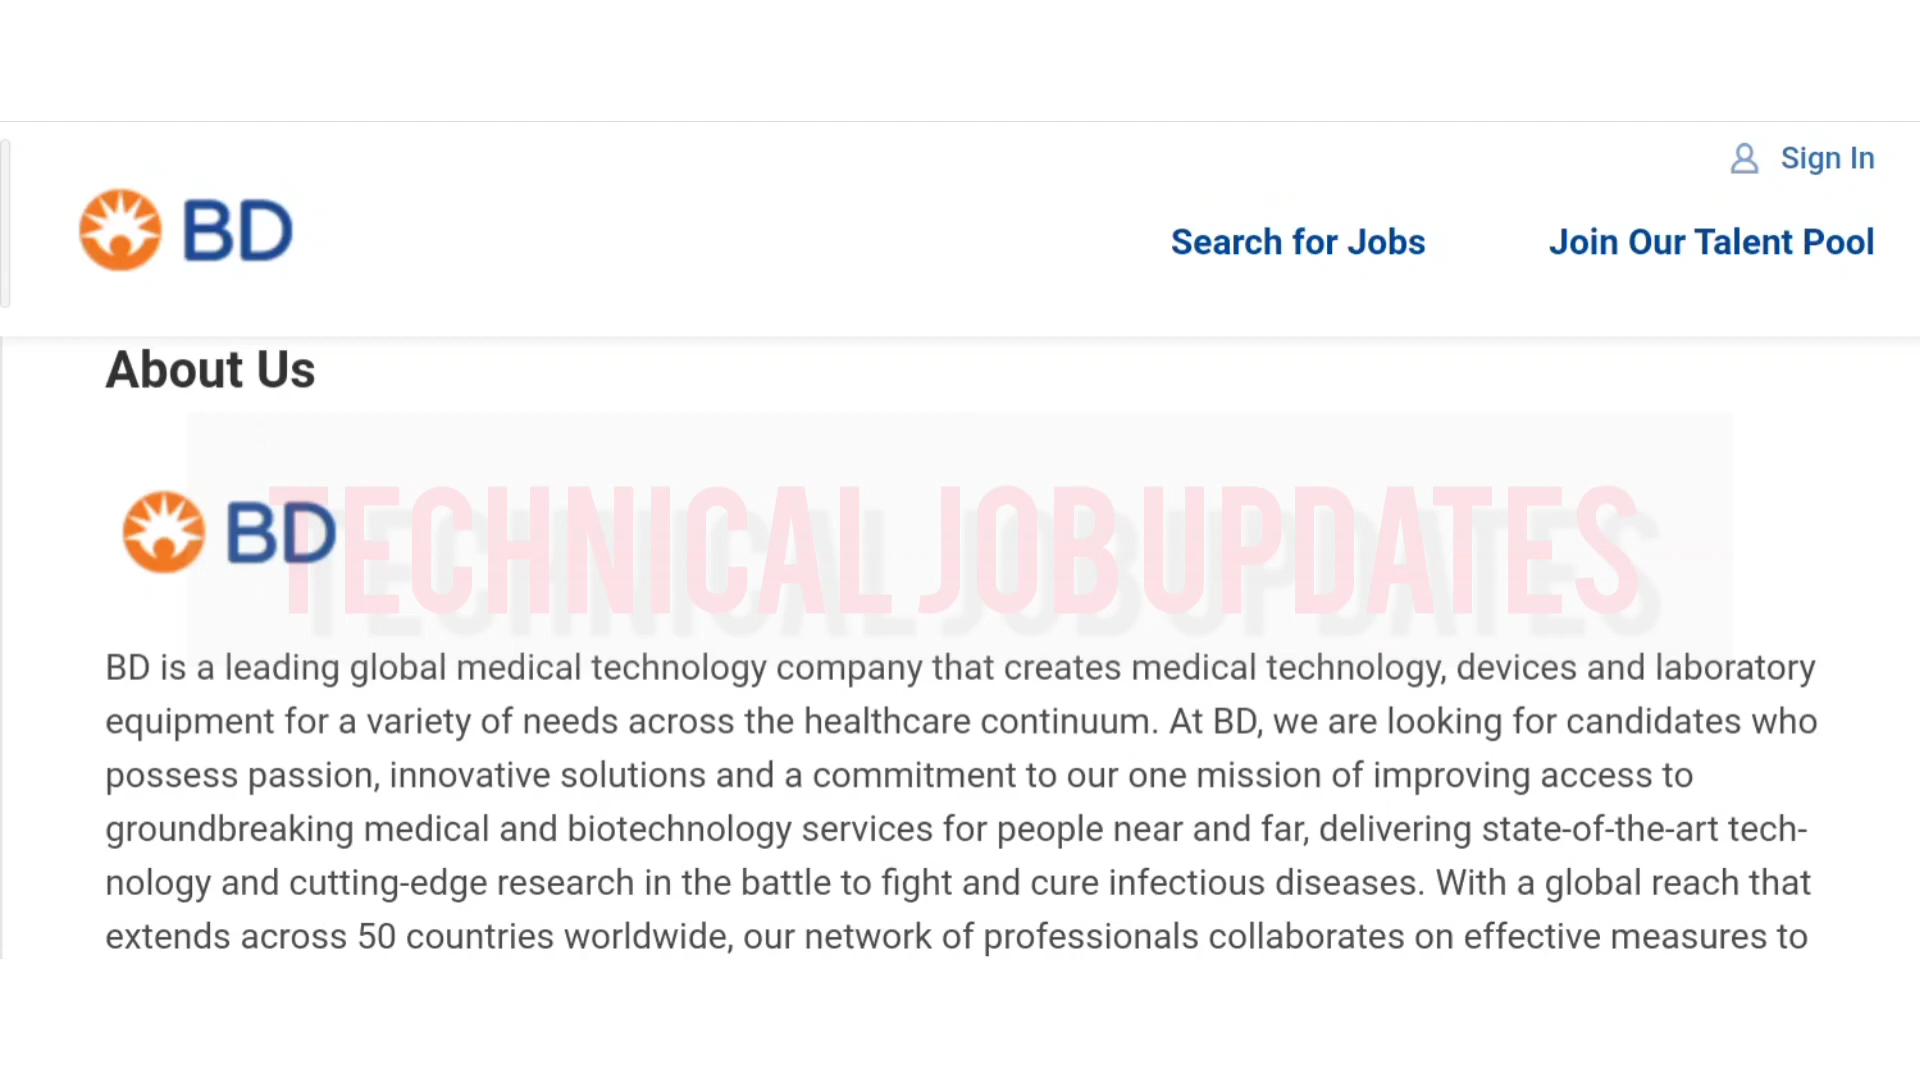 Sign In
BD
Search for Jobs
Join Our Talent Pool
About Us
BD
TECHNICAL JOB UPDATES
BD is a leading global medical technology company that creates medical technology, devices and laboratory
equipment for a variety of needs across the healthcare continuum. At BD, we are looking for candidates who
possess passion, innovative solutions and a commitment to our one mission of improving access to
groundbreaking medical and biotechnology services for people near and far, delivering state-of-the-art tech-
nology and cutting-edge research in the battle to fight and cure infectious diseases. With a global reach that
extends across 50 countries worldwide, our network of professionals collaborates on effective measures to